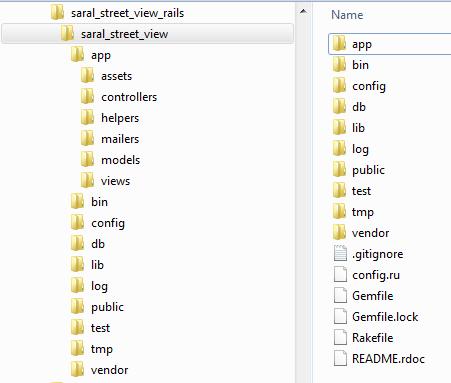 saral_street_view_rails
saral_street_view
app
assets
controllers
helpers
mailers
models
views
bin
config
db
lib
log
public
test
tmp
vendor
Name
app
bin
config
db
lib
log
public
test
tmp
vendor
.gitignore
config.ru
Gemfile
Gemfile.lock
Rakefile
README.rdoc